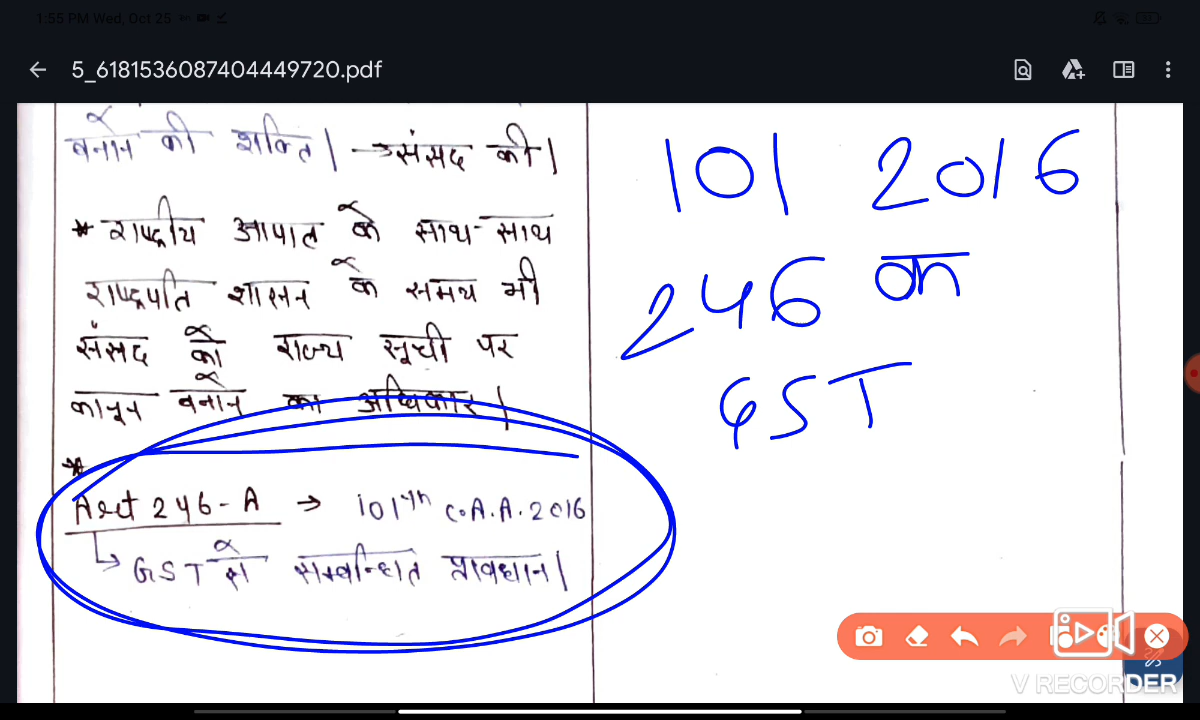 1:55 PM Wed, Oct 25
5_6181536087404449720.pdf
बनाने की शक्ति। → संसद की।
* राष्ट्रीय आपात के साथ-साथ
राष्ट्रपति शासन के समय भी
संसद को राज्य सूची पर
कानून बनाने का अधिकार।
*
Art 246-A → 101th C.A.A. 2016
↳ GST से सम्बन्धित प्रावधान।
101 2016
246 क
GST
V RECORDER